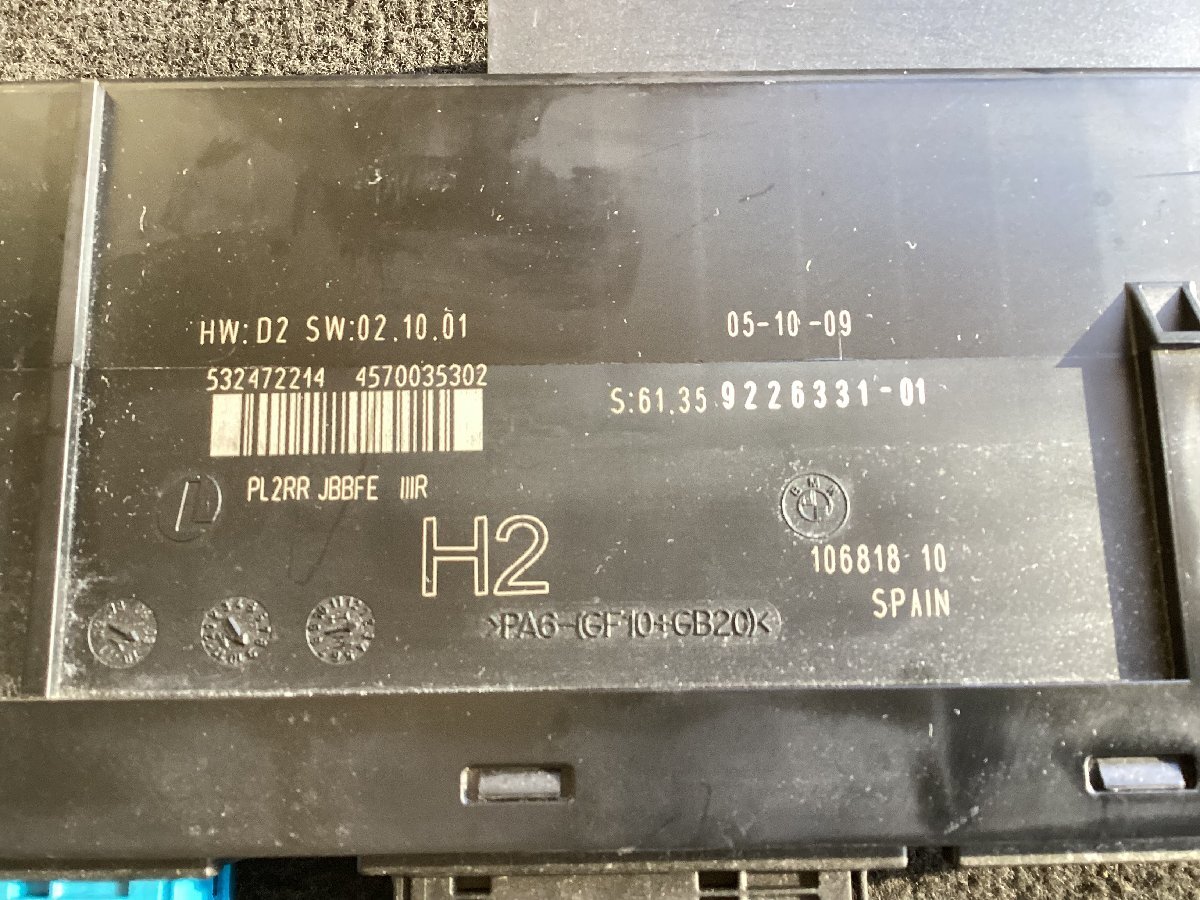 HW:D2 SW:02.10.01
05-10-09
532472214 4570035302
S:61.35 9226331-01
PL2RR JBBFE IIIR
BMW
H2
106818 10
SPAIN
>PA6-(GF10+GB20)<